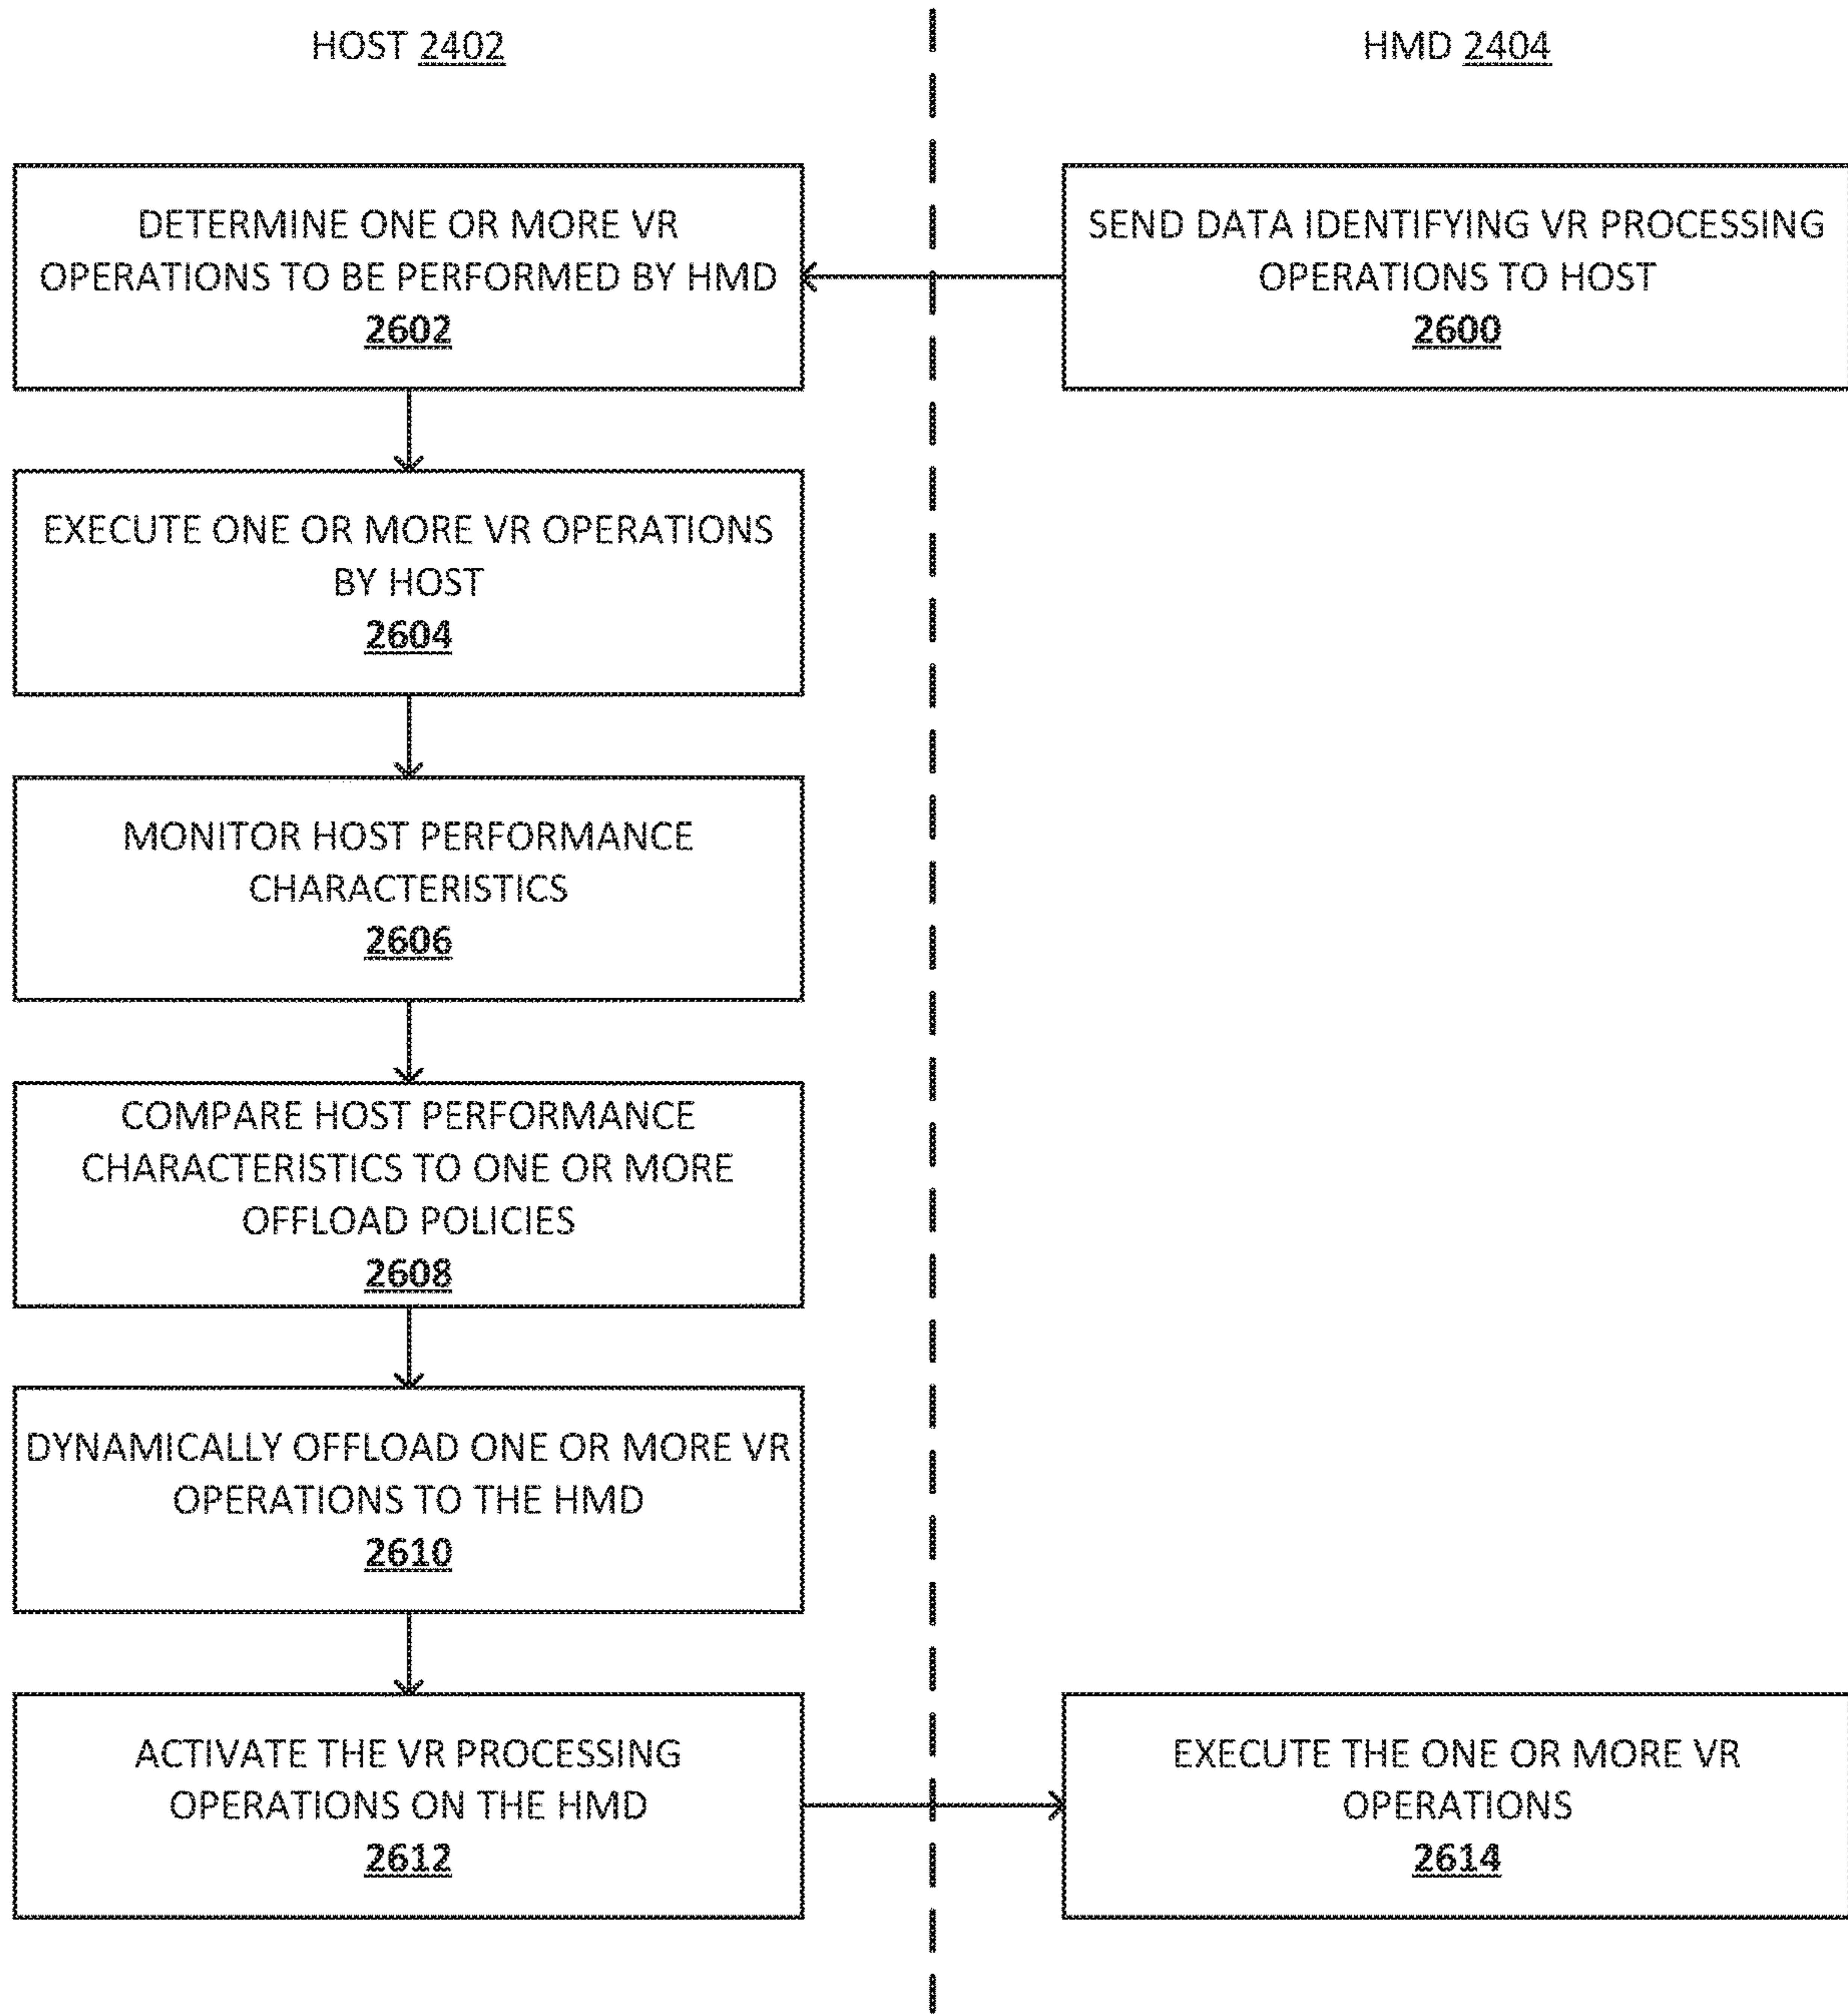 HOST 2402
HMD 2404
DETERMINE ONE OR MORE VR
OPERATIONS TO BE PERFORMED BY HMD
2602
SEND DATA IDENTIFYING VR PROCESSING
OPERATIONS TO HOST
2600
EXECUTE ONE OR MORE VR OPERATIONS
BY HOST
2604
MONITOR HOST PERFORMANCE
CHARACTERISTICS
2606
COMPARE HOST PERFORMANCE
CHARACTERISTICS TO ONE OR MORE
OFFLOAD POLICIES
2608
DYNAMICALLY OFFLOAD ONE OR MORE VR
OPERATIONS TO THE HMD
2610
ACTIVATE THE VR PROCESSING
OPERATIONS ON THE HMD
2612
EXECUTE THE ONE OR MORE VR
OPERATIONS
2614